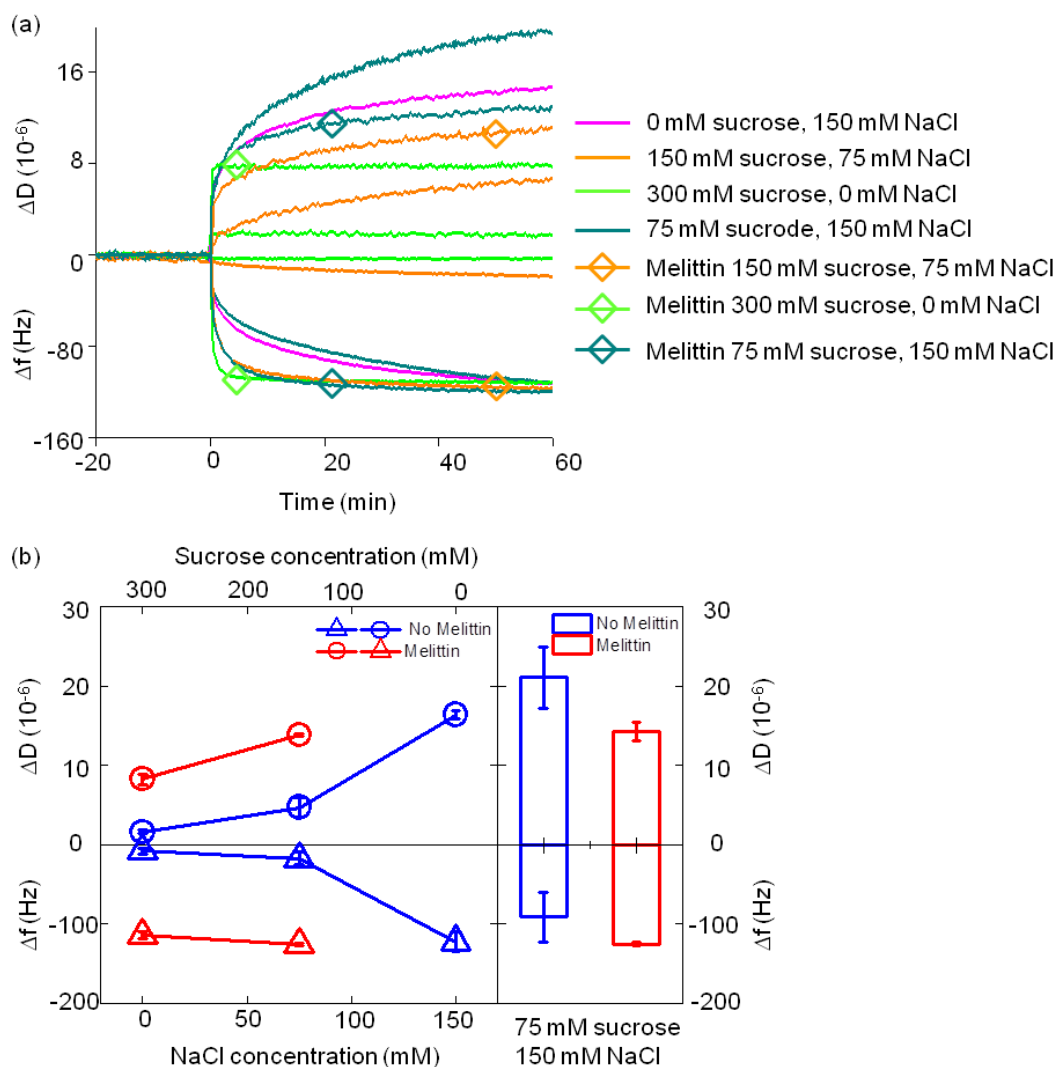 (a)
16
8
0
-80
-160
ΔD (10-6)
Δf (Hz)
-20
0
20
40
60
Time (min)
0 mM sucrose, 150 mM NaCl
150 mM sucrose, 75 mM NaCl
300 mM sucrose, 0 mM NaCl
75 mM sucrode, 150 mM NaCl
Melittin 150 mM sucrose, 75 mM NaCl
Melittin 300 mM sucrose, 0 mM NaCl
Melittin 75 mM sucrose, 150 mM NaCl
(b)
Sucrose concentration (mM)
300
200
100
0
30
20
10
0
-100
-200
ΔD (10-6)
Δf (Hz)
No Melittin
Melittin
0
50
100
150
NaCl concentration (mM)
No Melittin
Melittin
30
20
10
0
-100
-200
ΔD (10-6)
Δf (Hz)
75 mM sucrose
150 mM NaCl